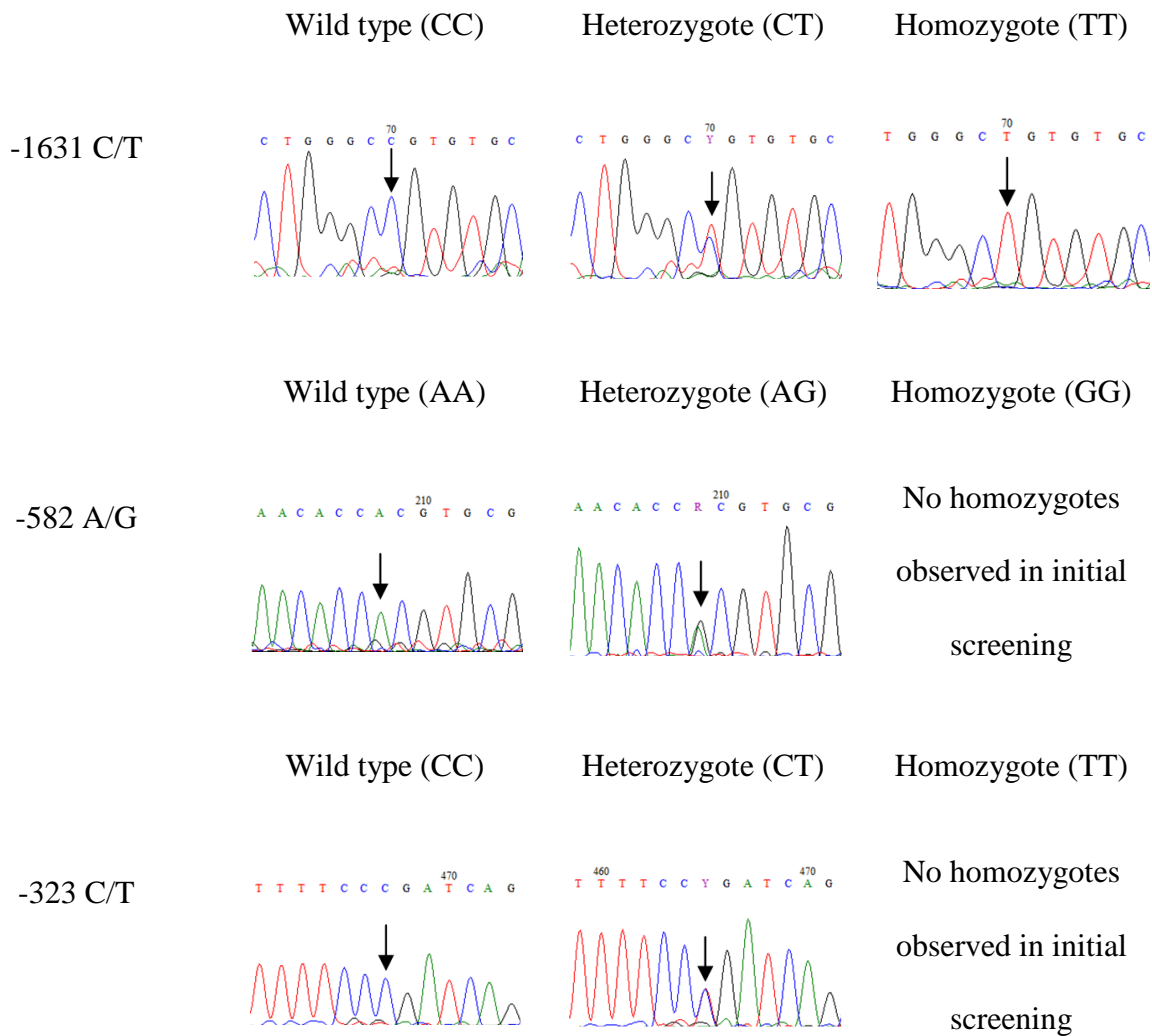 Wild type (CC) Heterozygote (CT) Homozygote (TT)
-1631 C/T
70
C T G G G C C G T G T G C
70
C T G G G C Y G T G T G C
70
T G G G C T G T G T G C
Wild type (AA) Heterozygote (AG) Homozygote (GG)
-582 A/G
210
A A C A C C A C G T G C G
210
A A C A C C R C G T G C G
No homozygotes
observed in initial
screening
Wild type (CC) Heterozygote (CT) Homozygote (TT)
-323 C/T
470
T T T T C C C G A T C A G
460 470
T T T T C C Y G A T C A G
No homozygotes
observed in initial
screening